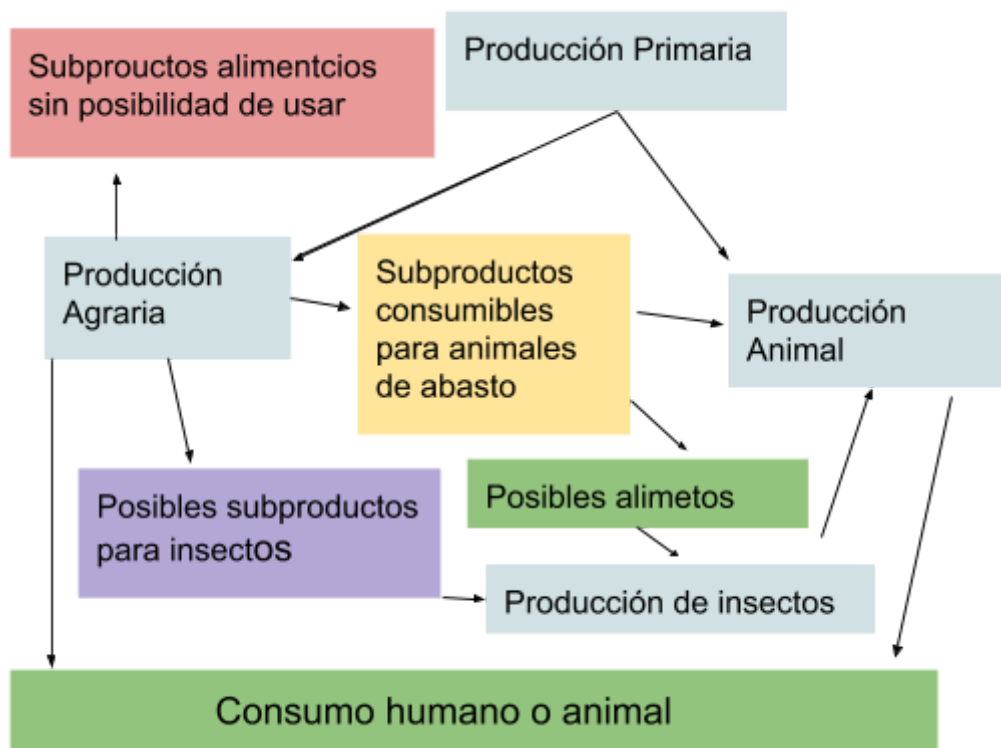 Subprouctos alimentcios
sin posibilidad de usar
Producción Primaria
Producción
Agraria
Subproductos
consumibles
para animales
de abasto
Producción
Animal
Posibles subproductos
para insectos
Posibles alimetos
Producción de insectos
Consumo humano o animal